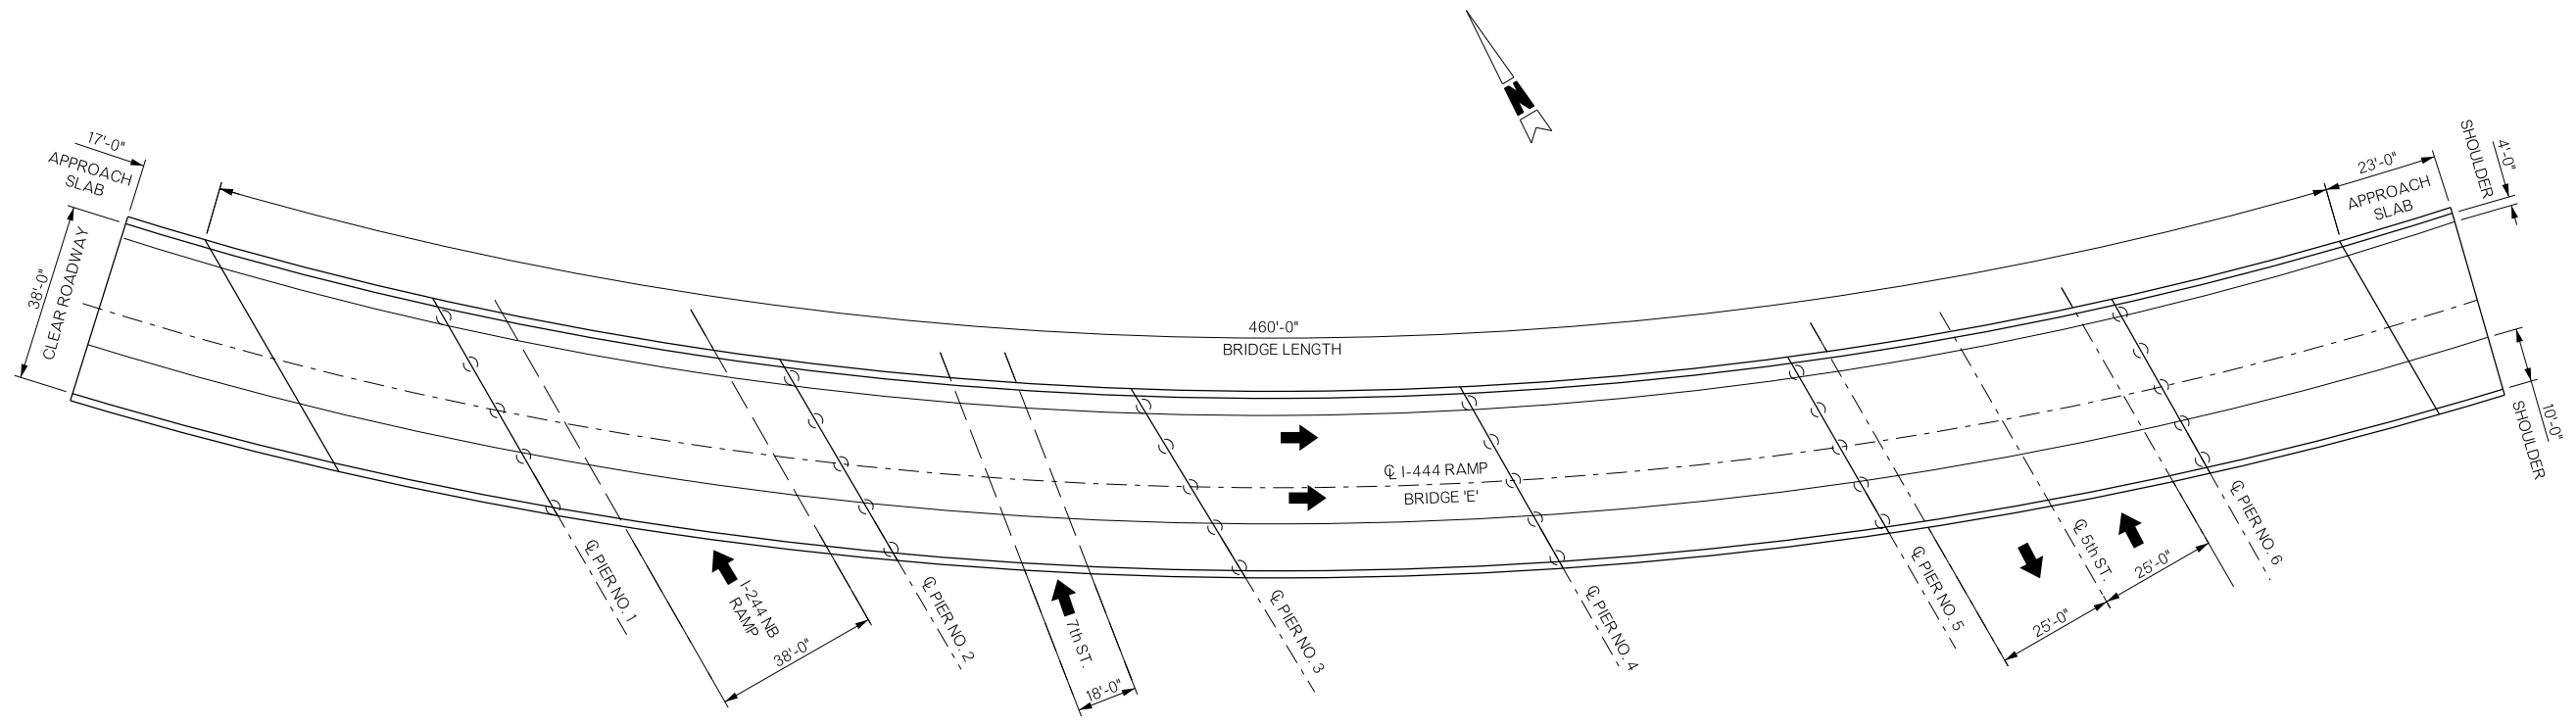 N
17'-0"
APPROACH
SLAB
38'-0"
CLEAR ROADWAY
460'-0"
BRIDGE LENGTH
23'-0"
APPROACH
SLAB
SHOULDER
4'-0"
10'-0"
SHOULDER
℄ I-444 RAMP
BRIDGE 'E'
℄ PIER NO. 1
I-244 NB
RAMP
38'-0"
℄ PIER NO. 2
7th ST.
18'-0"
℄ PIER NO. 3
℄ PIER NO. 4
℄ PIER NO. 5
25'-0"
℄ 5th ST.
25'-0"
℄ PIER NO. 6